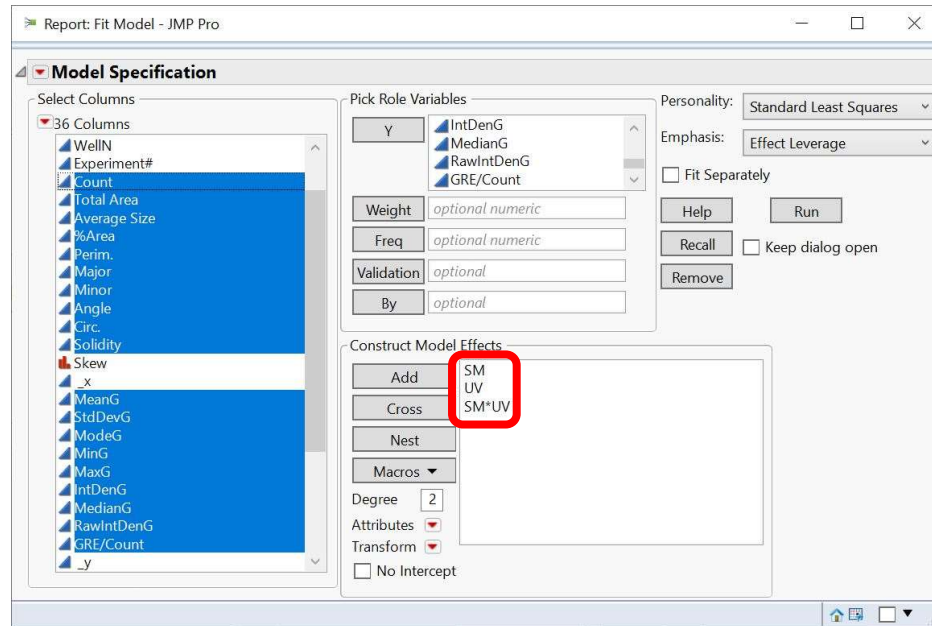 Report: Fit Model - JMP Pro
Model Specification
Select Columns
36 Columns
WellN
Experiment#
Count
Total Area
Average Size
%Area
Perim.
Major
Minor
Angle
Circ.
Solidity
Skew
_x
MeanG
StdDevG
ModeG
MinG
MaxG
IntDenG
MedianG
RawIntDenG
GRE/Count
_y
Pick Role Variables
Y
IntDenG
MedianG
RawIntDenG
GRE/Count
Weight optional numeric
Freq optional numeric
Validation optional
By optional
Construct Model Effects
Add
Cross
Nest
Macros
SM
UV
SM*UV
Degree 2
Attributes
Transform
No Intercept
Personality: Standard Least Squares
Emphasis: Effect Leverage
Fit Separately
Help Run
Recall Keep dialog open
Remove